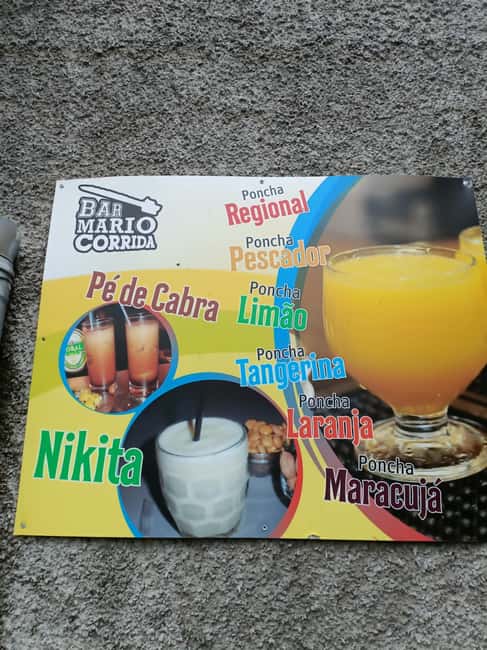 BAR
MARIO
CORRIDA
Poncha
Regional
Poncha
Pescador
Poncha
Limão
Poncha
Tangerina
Poncha
Laranja
Poncha
Maracujá
Pé de Cabra
Nikita